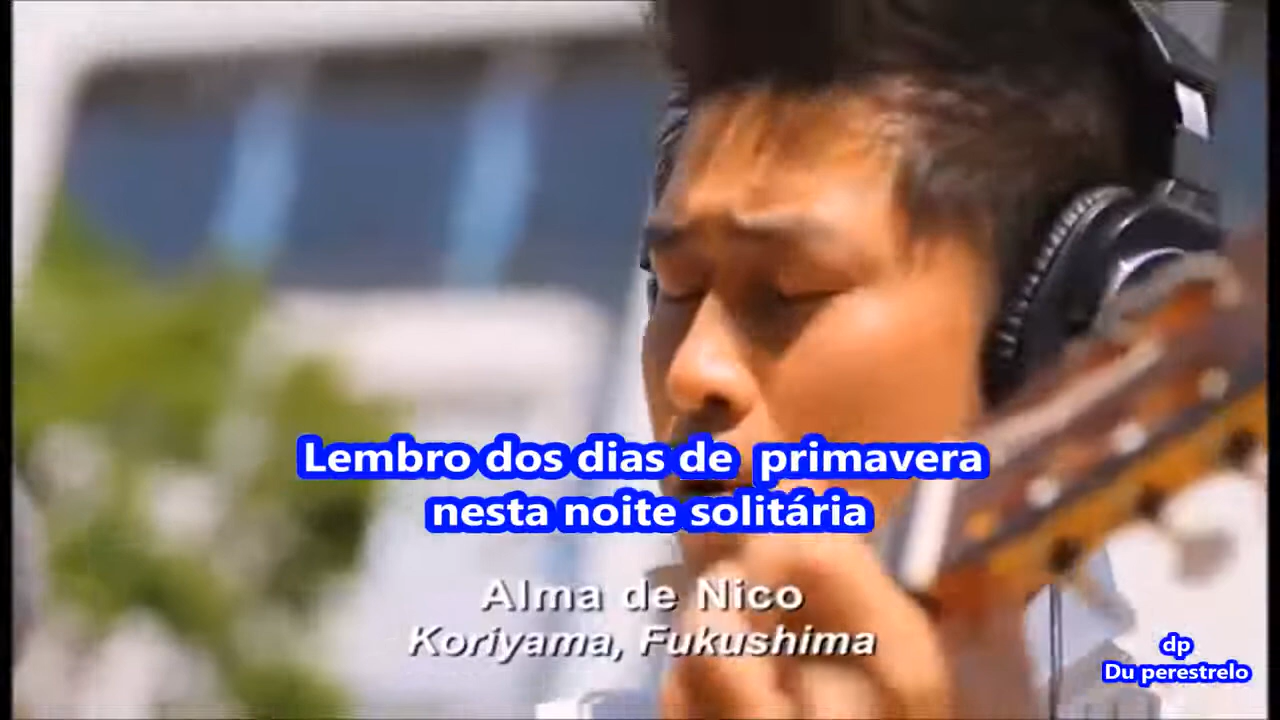 Lembro dos dias de primavera
nesta noite solitária
Alma de Nico
Koriyama, Fukushima
dp
Du perestrelo